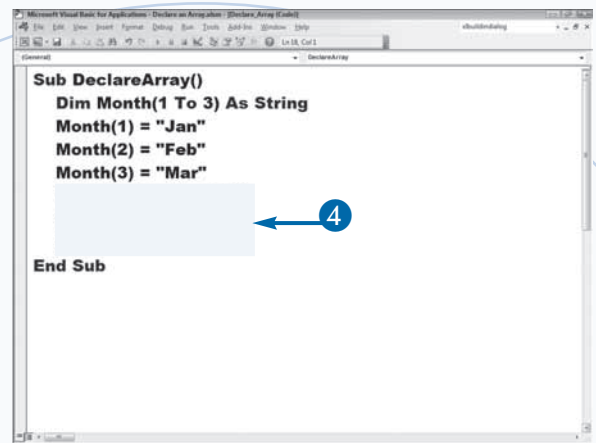 Microsoft Visual Basic for Applications - Declare an Array.xlsm - [Declare_Array (Code)]
File Edit View Insert Format Debug Run Tools Add-Ins Window Help
xlbuildindialog
Ln 18, Col 1
(General)
DeclareArray
Sub DeclareArray()
Dim Month(1 To 3) As String
Month(1) = "Jan"
Month(2) = "Feb"
Month(3) = "Mar"
4
End Sub